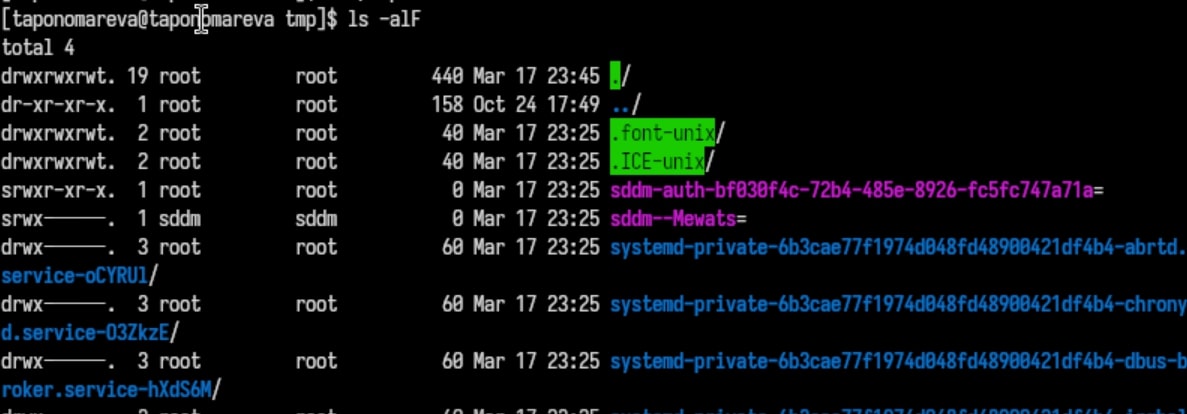 [taponomareva@taponomareva tmp]$ ls -alF
total 4
drwxrwxrwt. 19 root root 440 Mar 17 23:45 ./
dr-xr-xr-x. 1 root root 158 Oct 24 17:49 ../
drwxrwxrwt. 2 root root 40 Mar 17 23:25 .font-unix/
drwxrwxrwt. 2 root root 40 Mar 17 23:25 .ICE-unix/
srwxr-xr-x. 1 root root 0 Mar 17 23:25 sddm-auth-bf030f4c-72b4-485e-8926-fc5fc747a71a=
srwx------. 1 sddm sddm 0 Mar 17 23:25 sddm--Mewats=
drwx------. 3 root root 60 Mar 17 23:25 systemd-private-6b3cae77f1974d048fd48900421df4b4-abrtd.
service-oCYRUl/
drwx------. 3 root root 60 Mar 17 23:25 systemd-private-6b3cae77f1974d048fd48900421df4b4-chrony
d.service-O3ZkzE/
drwx------. 3 root root 60 Mar 17 23:25 systemd-private-6b3cae77f1974d048fd48900421df4b4-dbus-b
roker.service-hXdS6M/